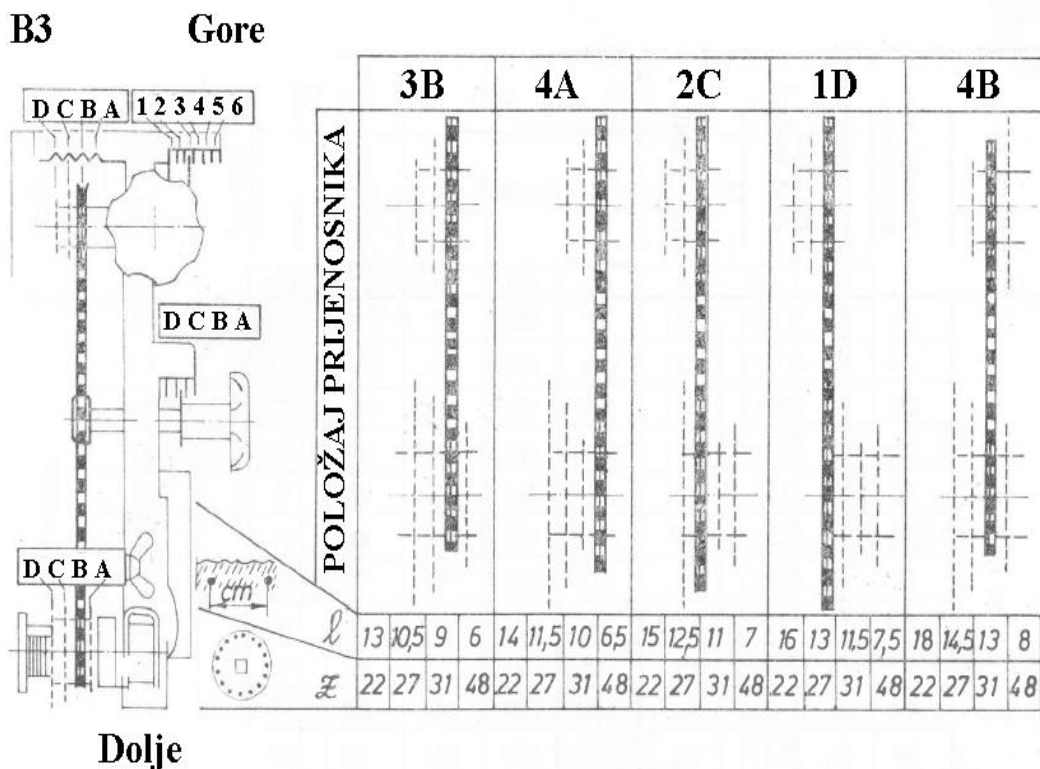 B3 Gore
3B 4A 2C 1D 4B
D C B A 1 2 3 4 5 6
D C B A
POLOŽAJ PRIJENOSNIKA
D C B A
cm
l 13 10,5 9 6 14 11,5 10 6,5 15 12,5 11 7 16 13 11,5 7,5 18 14,5 13 8
Z 22 27 31 48 22 27 31 48 22 27 31 48 22 27 31 48 22 27 31 48
Dolje